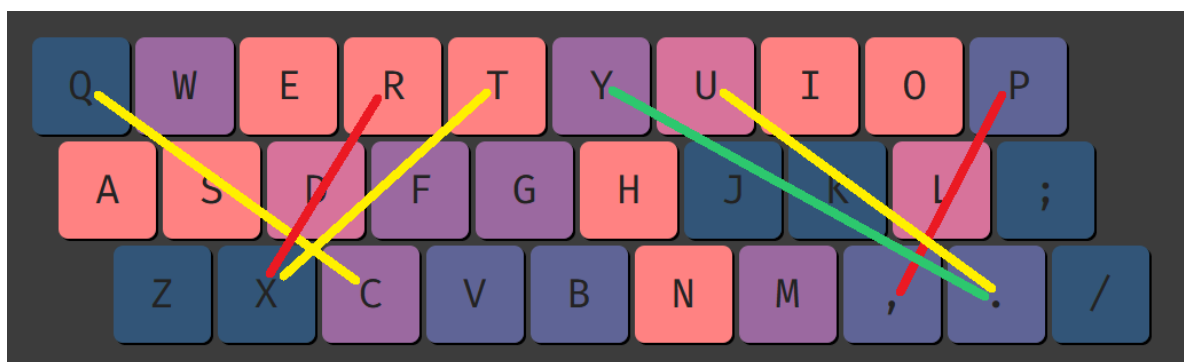 Q W E R T Y U I O P
A S D F G H J K L ;
Z X C V B N M , . /